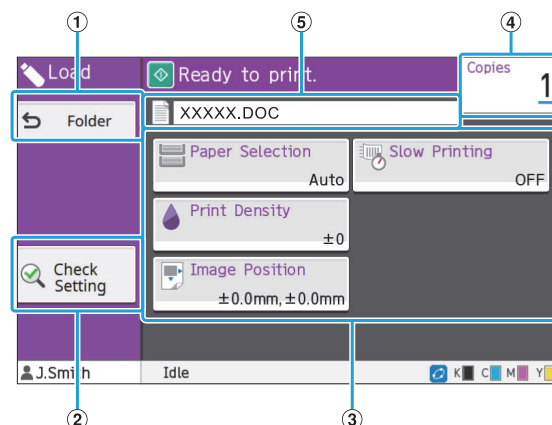 ① ⑤ ④
Load
Ready to print.
Copies
1
Folder
XXXXX.DOC
Paper Selection
Auto
Slow Printing
OFF
Print Density
±0
Check
Setting
Image Position
±0.0mm, ±0.0mm
J.Smith
Idle
K C M Y
② ③